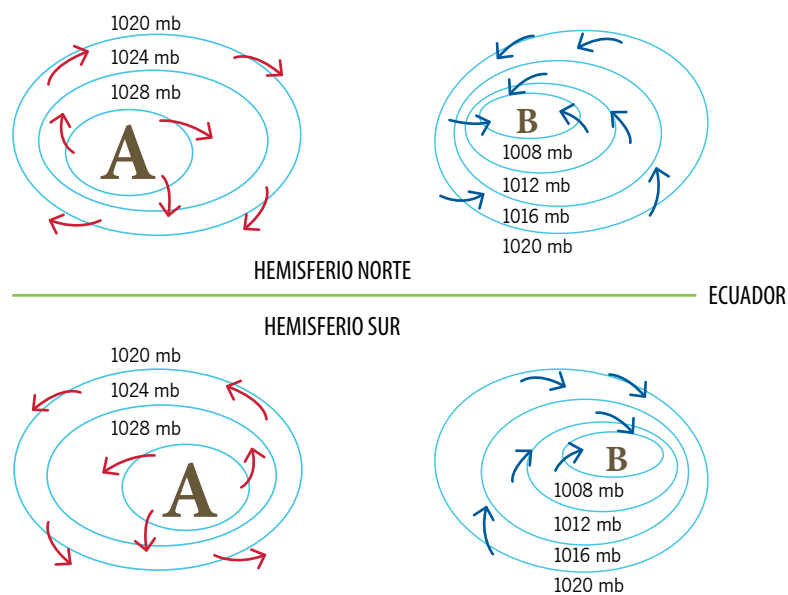 1020 mb
1024 mb
1028 mb
A
B
1008 mb
1012 mb
1016 mb
1020 mb
HEMISFERIO NORTE
ECUADOR
HEMISFERIO SUR
1020 mb
1024 mb
1028 mb
A
B
1008 mb
1012 mb
1016 mb
1020 mb